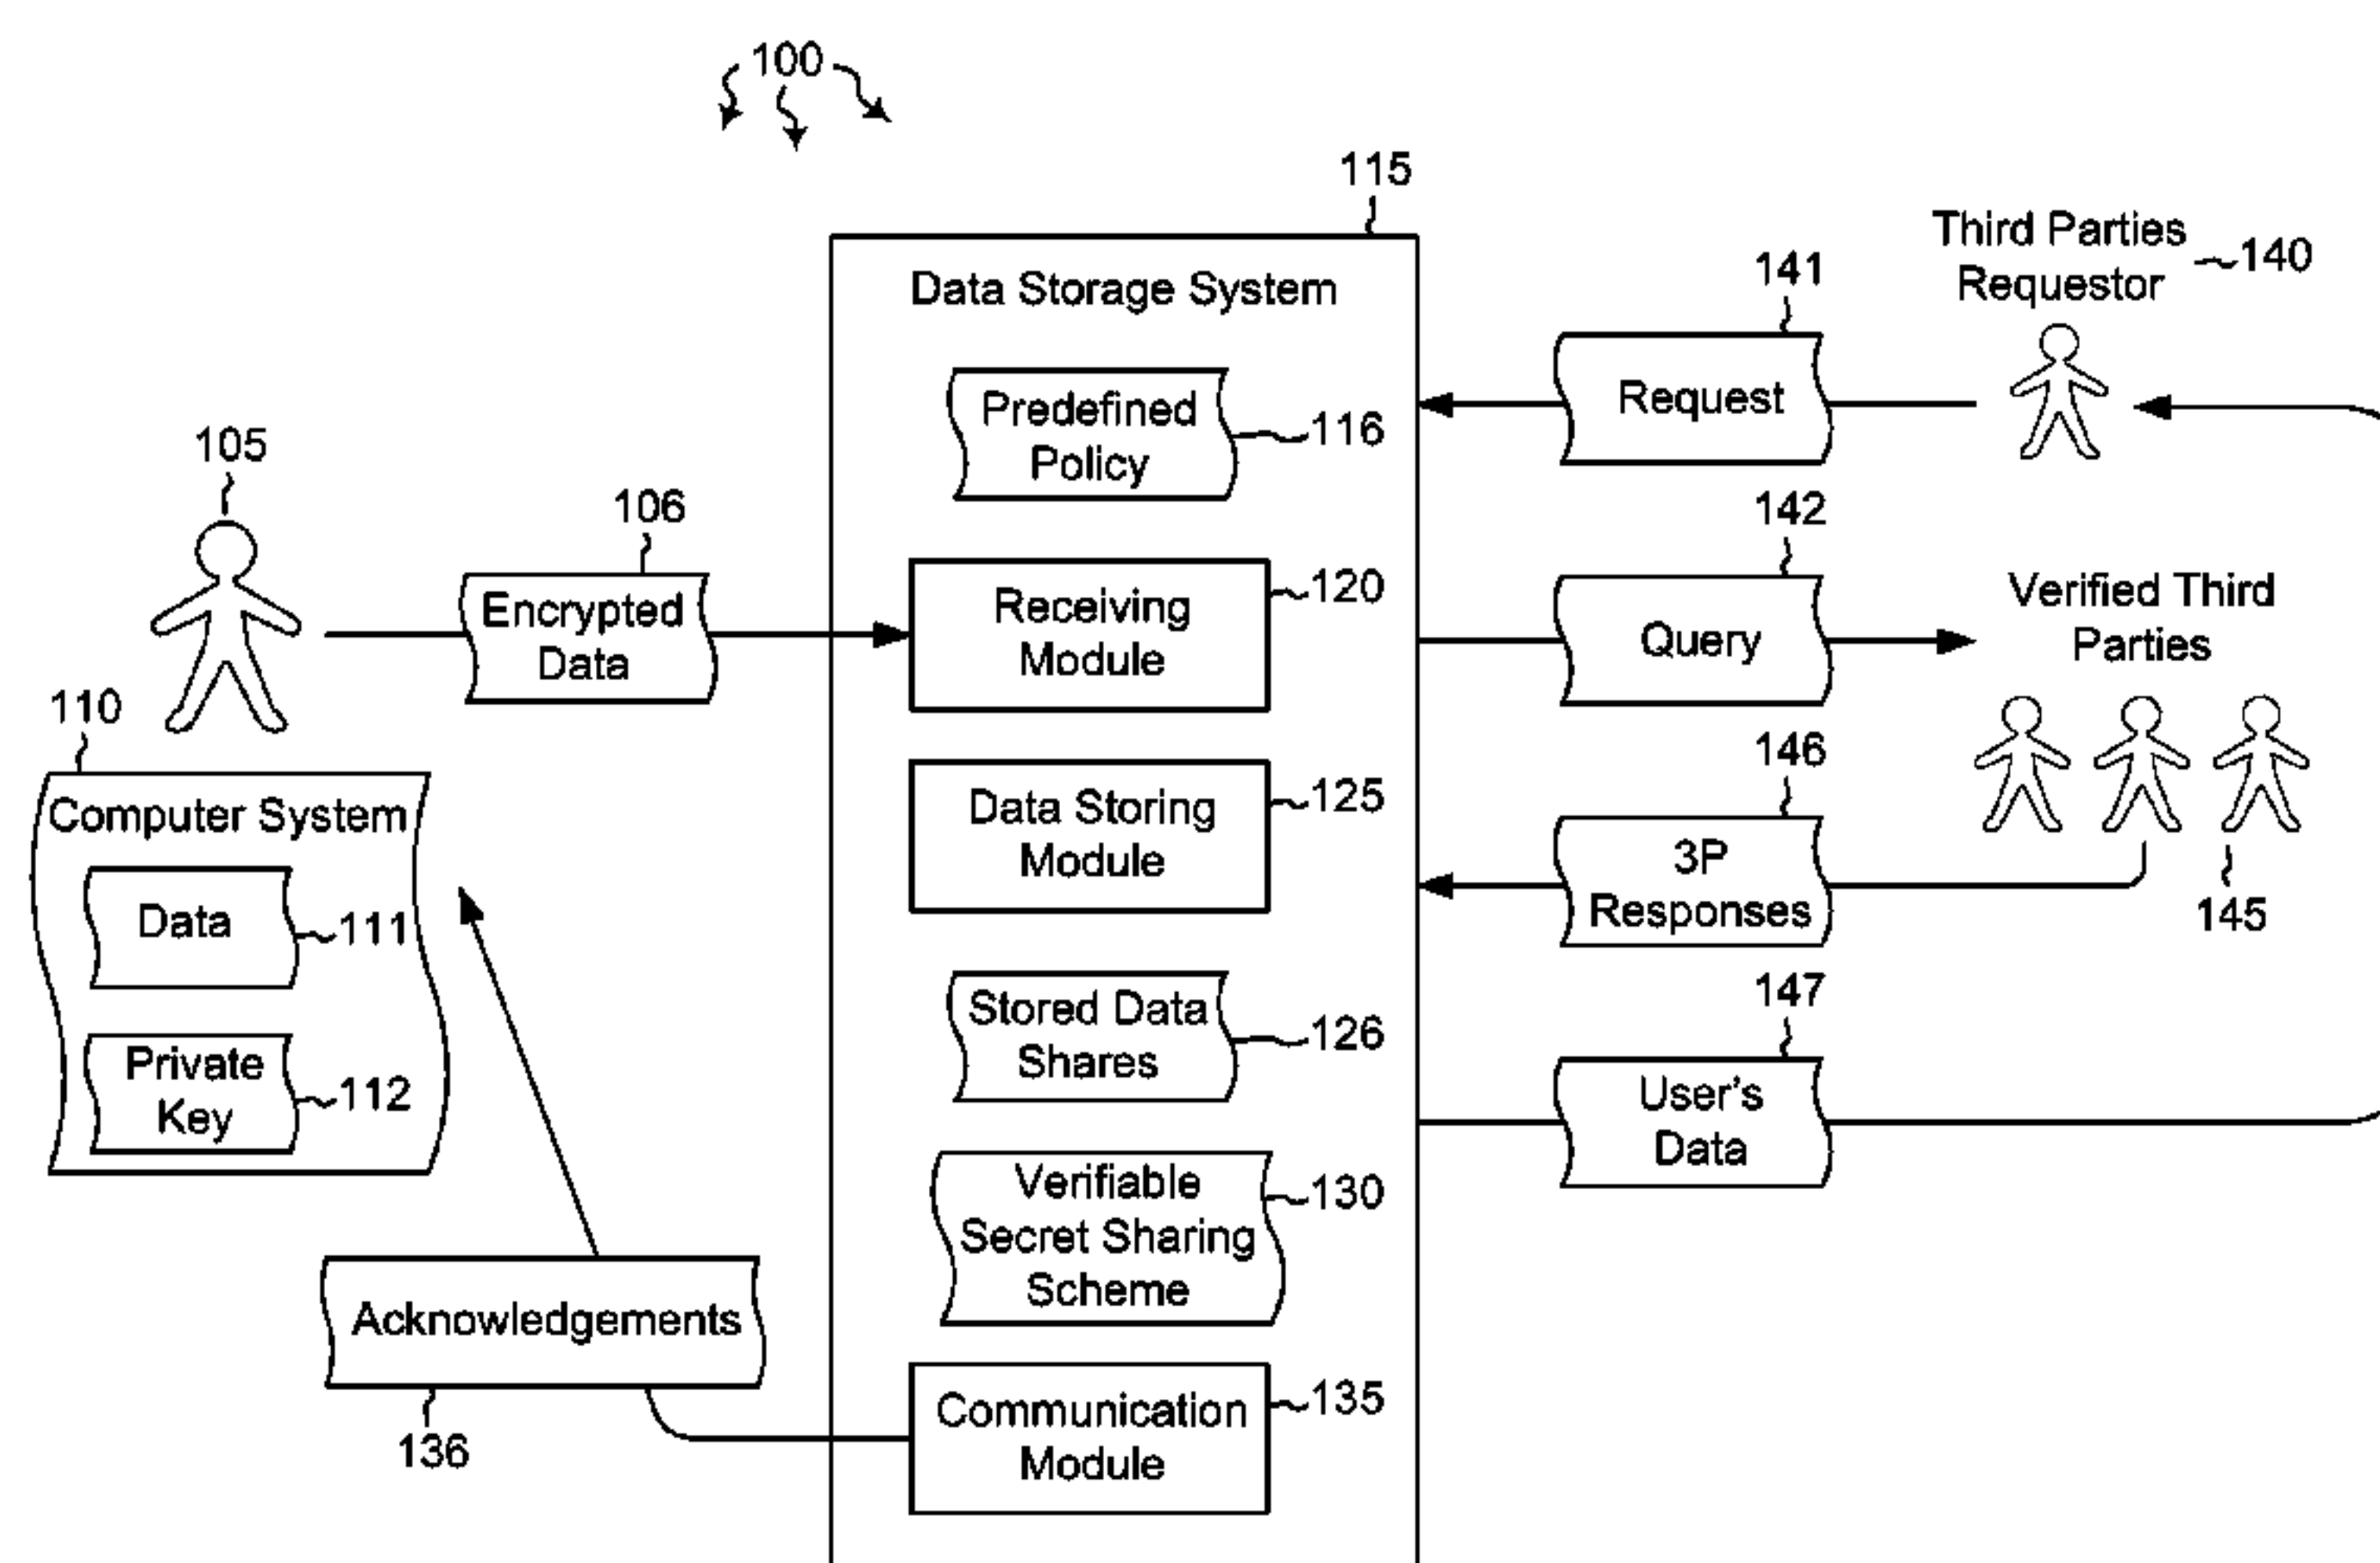 100
115
Data Storage System
Predefined
Policy
116
105
106
Encrypted
Data
Receiving
Module
120
110
Computer System
Data
111
Private
Key
112
Data Storing
Module
125
Stored Data
Shares
126
Verifiable
Secret Sharing
Scheme
130
Acknowledgements
136
Communication
Module
135
Third Parties
Requestor
140
141
Request
142
Query
Verified Third
Parties
146
3P
Responses
145
147
User's
Data